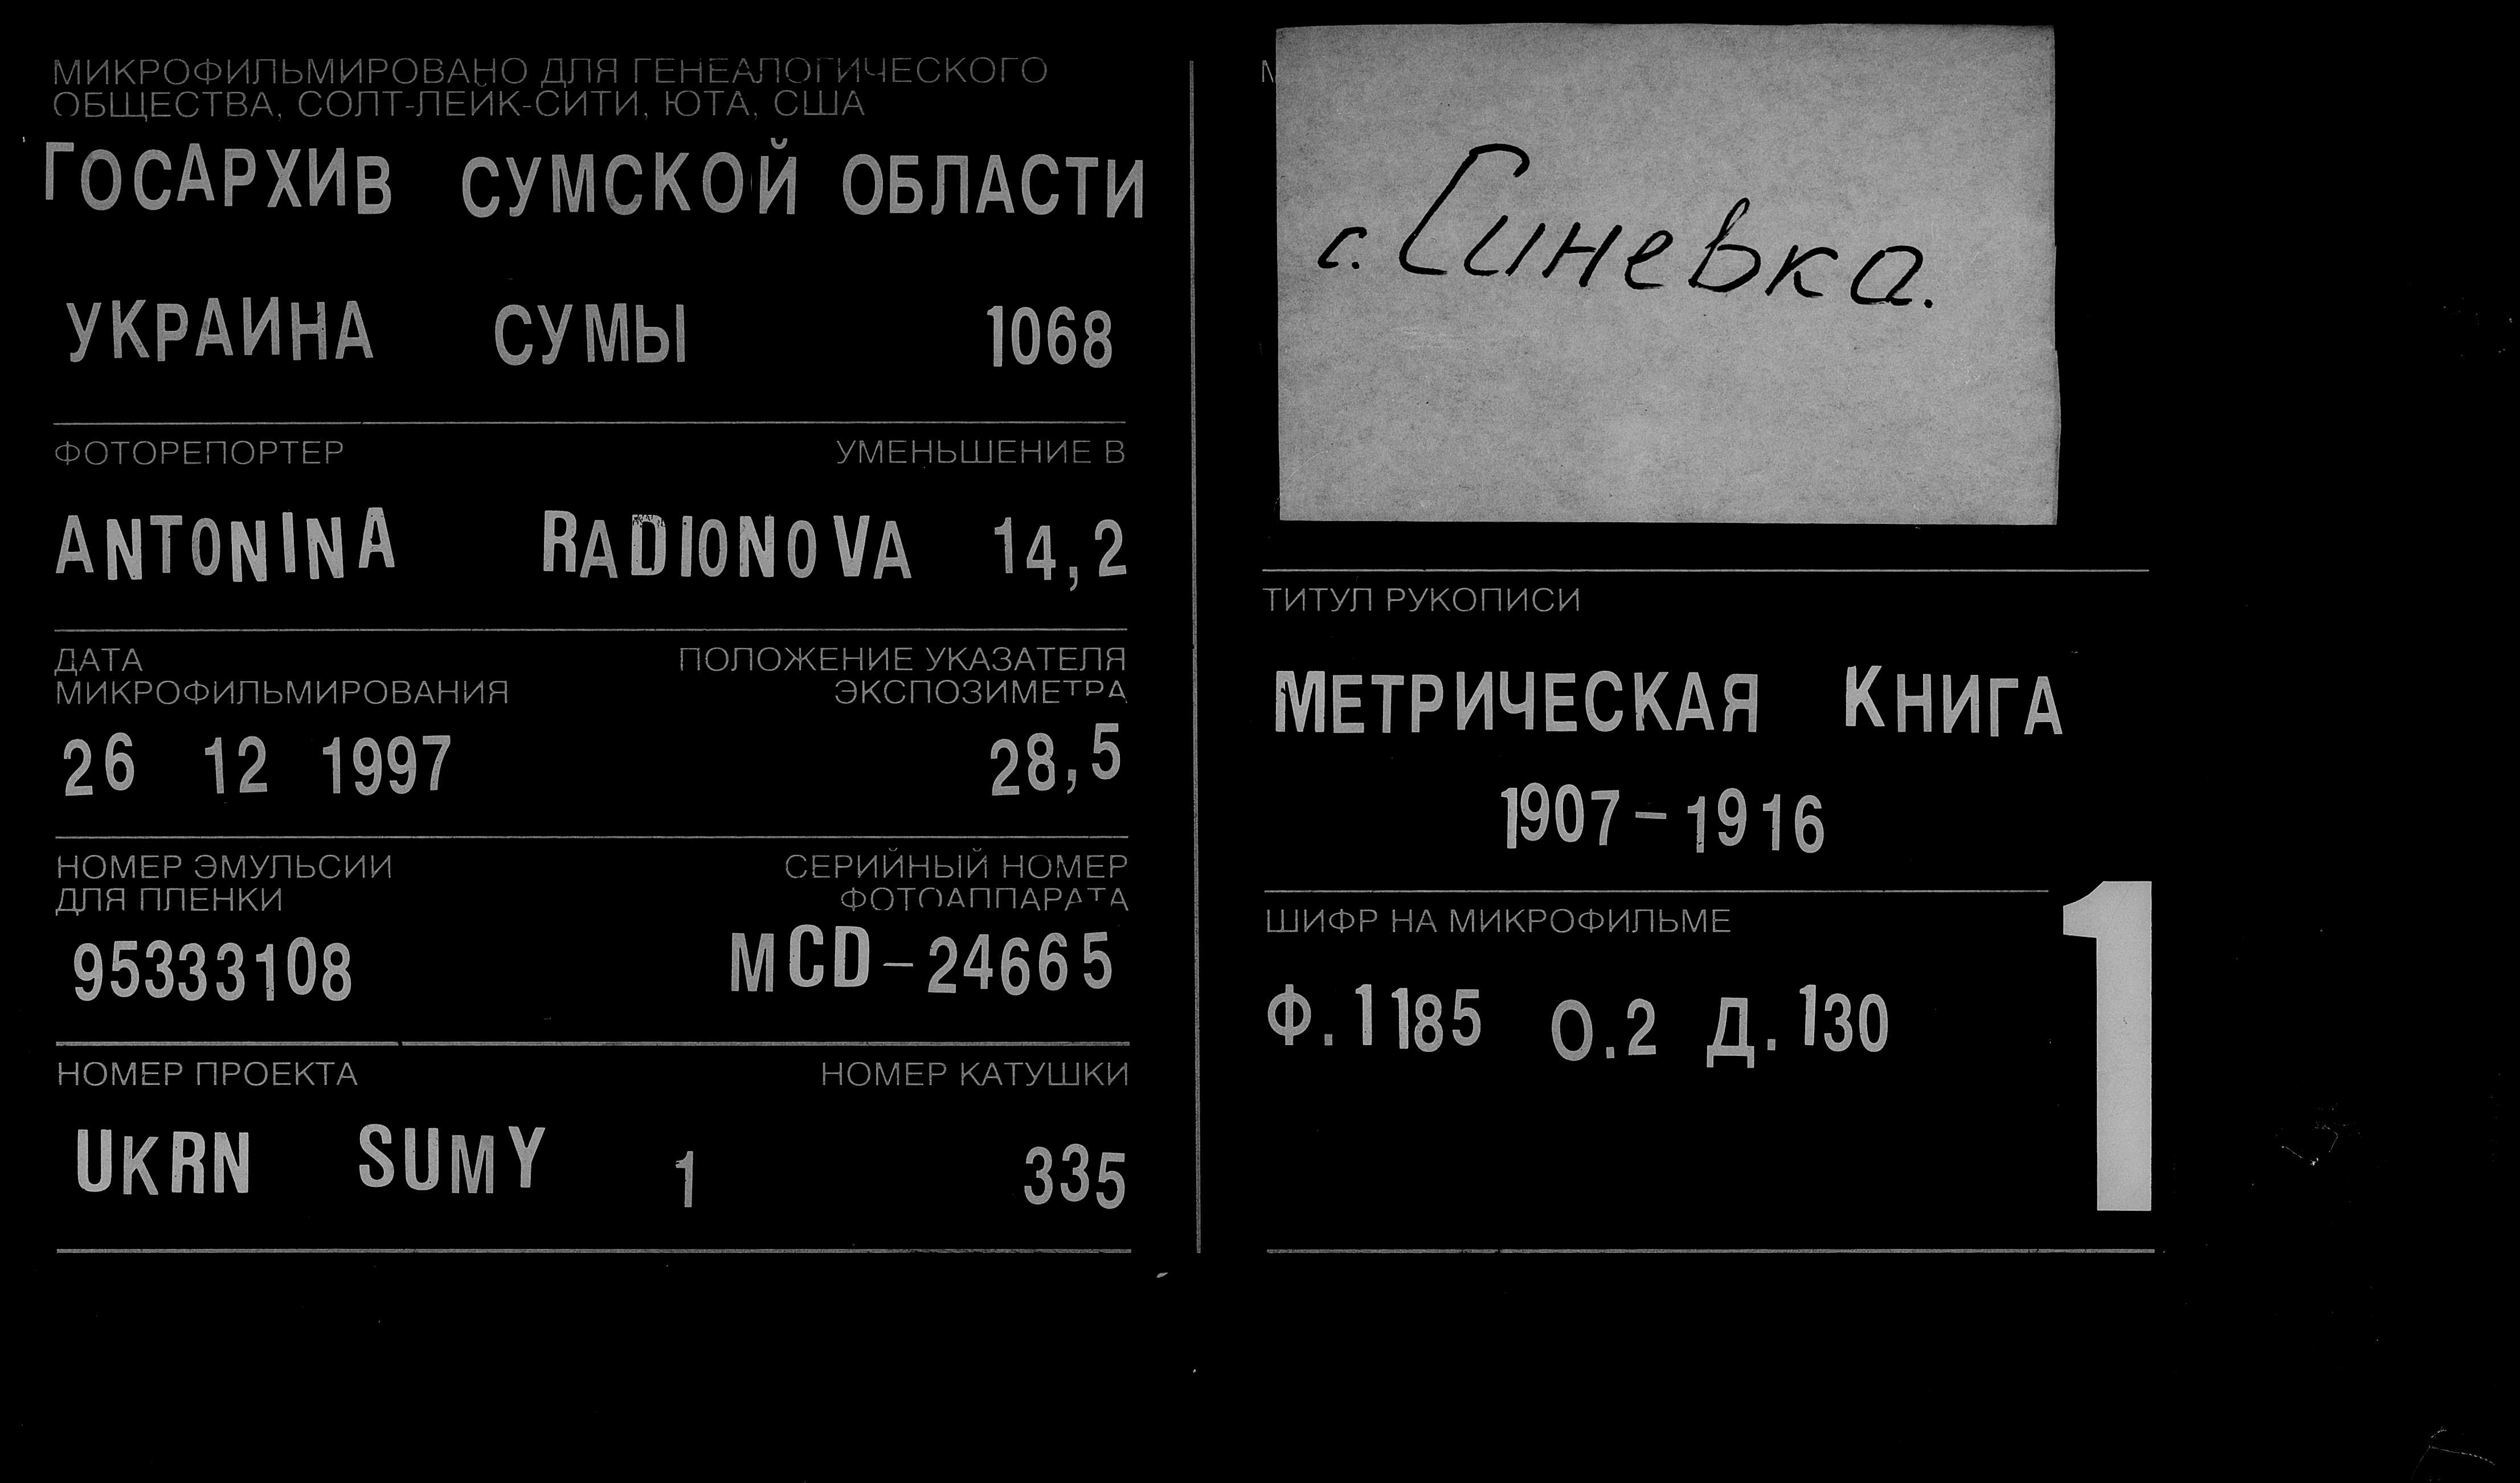 МИКРОФИЛЬМИРОВАНО ДЛЯ ГЕНЕАЛОГИЧЕСКОГО
ОБЩЕСТВА, СОЛТ-ЛЕЙК-СИТИ, ЮТА, США
ГОСАРХИВ СУМСКОЙ ОБЛАСТИ
УКРАИНА СУМЫ 1068
ФОТОРЕПОРТЕР УМЕНЬШЕНИЕ В
ANTONINA RADIONOVA 14,2
ДАТА ПОЛОЖЕНИЕ УКАЗАТЕЛЯ
МИКРОФИЛЬМИРОВАНИЯ ЭКСПОЗИМЕТРА
26 12 1997 28,5
НОМЕР ЭМУЛЬСИИ СЕРИЙНЫЙ НОМЕР
ДЛЯ ПЛЕНКИ ФОТОАППАРАТА
95333108 MCD-24665
НОМЕР ПРОЕКТА НОМЕР КАТУШКИ
UKRN SUMY 1 335
с. Синевка.
ТИТУЛ РУКОПИСИ
МЕТРИЧЕСКАЯ КНИГА
1907-1916
ШИФР НА МИКРОФИЛЬМЕ
Ф.1185 О.2 Д.130
1